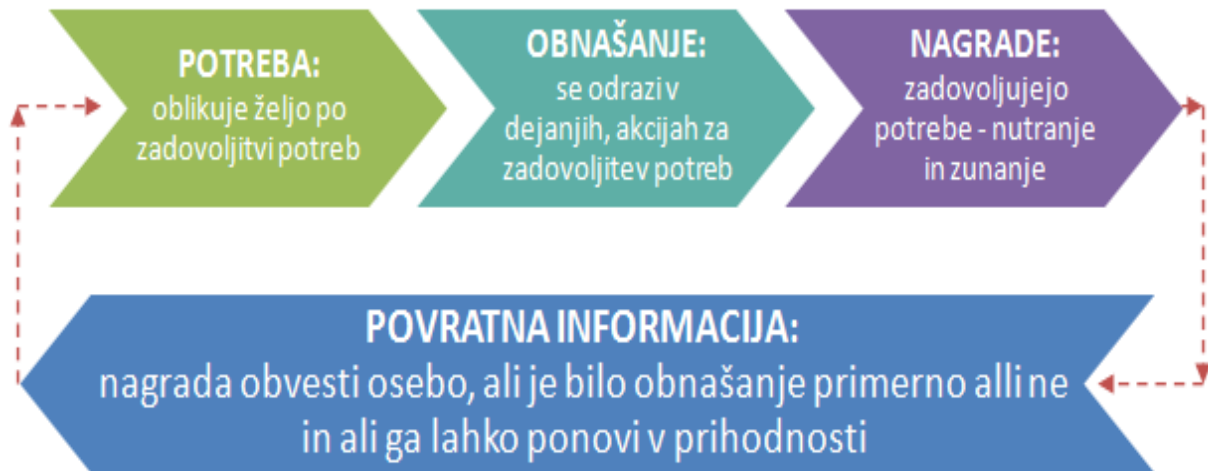 POTREBA:
oblikuje željo po
zadovoljitvi potreb
OBNAŠANJE:
se odrazi v
dejanjih, akcijah za
zadovoljitev potreb
NAGRADE:
zadovoljujejo
potrebe - nutranje
in zunanje
POVRATNA INFORMACIJA:
nagrada obvesti osebo, ali je bilo obnašanje primerno alli ne
in ali ga lahko ponovi v prihodnosti